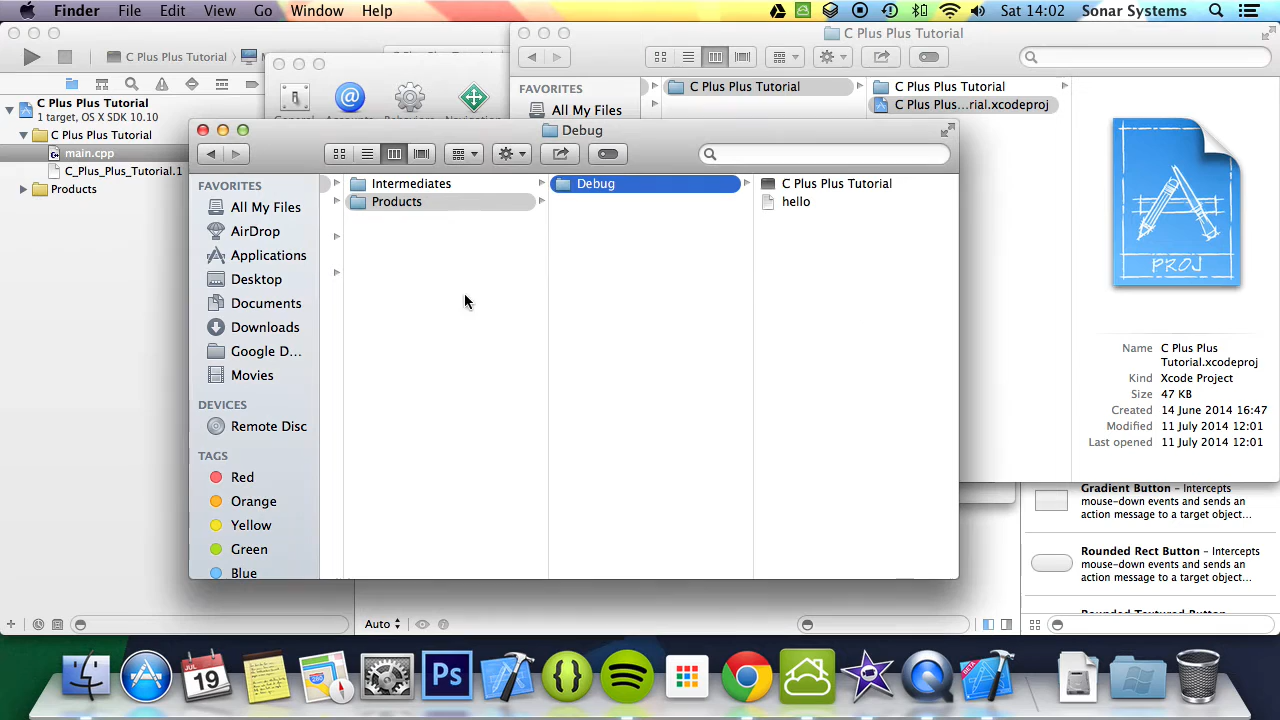 Finder File Edit View Go Window Help
Sat 14:02 Sonar Systems
C Plus Plus Tutorial
C Plus Plus Tutorial
C Plus Plus Tutorial
1 target, OS X SDK 10.10
C Plus Plus Tutorial
main.cpp
C_Plus_Plus_Tutorial.1
Products
FAVORITES
All My Files
C Plus Plus Tutorial
C Plus Plus Tutorial
C Plus Plus...rial.xcodeproj
PROJ
Name C Plus Plus
Tutorial.xcodeproj
Kind Xcode Project
Size 47 KB
Created 14 June 2014 16:47
Modified 11 July 2014 12:01
Last opened 11 July 2014 12:01
Debug
FAVORITES
All My Files
AirDrop
Applications
Desktop
Documents
Downloads
Google D...
Movies
DEVICES
Remote Disc
TAGS
Red
Orange
Yellow
Green
Blue
Intermediates
Products
Debug
C Plus Plus Tutorial
hello
Gradient Button - Intercepts
mouse-down events and sends an
action message to a target object...
Rounded Rect Button - Intercepts
mouse-down events and sends an
action message to a target object...
Auto
JUL
19
280
Ps
BETA